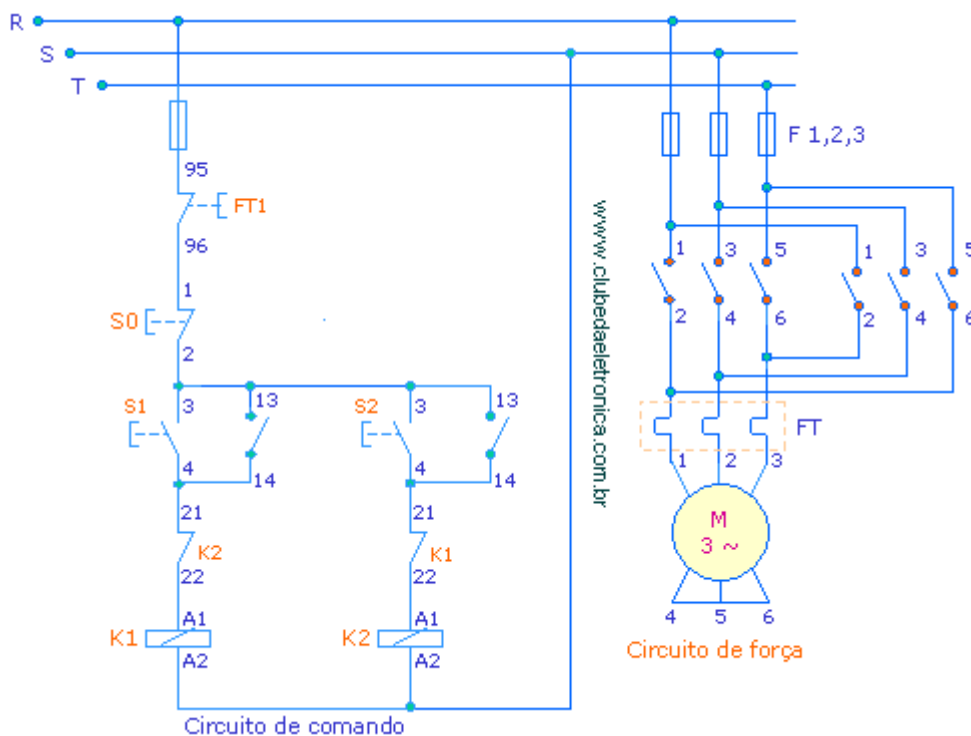 R
S
T
F 1,2,3
95
FT1
96
1
S0
2
S1
3
13
4
14
S2
3
13
4
14
21
K2
22
21
K1
22
K1
A1
A2
K2
A1
A2
Circuito de comando
www.clubedaeletronica.com.br
1
3
5
2
4
6
1
3
5
2
4
6
FT
1
2
3
M
3 ~
4
5
6
Circuito de força